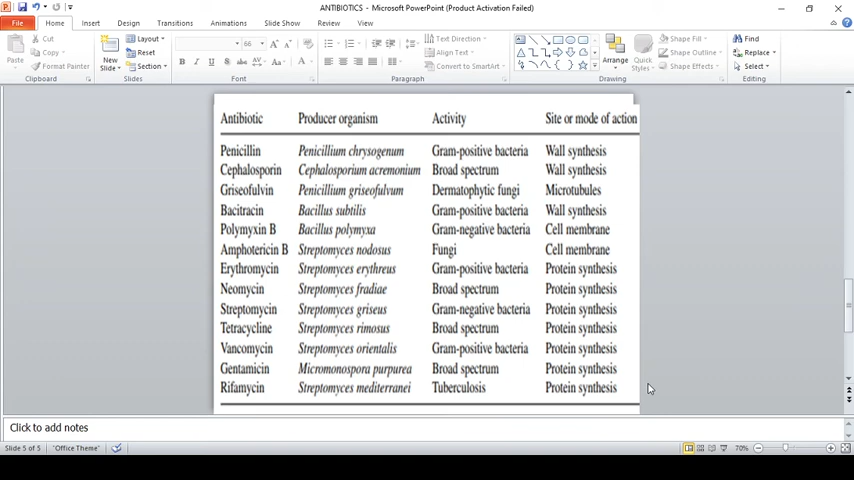 ANTIBIOTICS - Microsoft PowerPoint (Product Activation Failed)
File Home Insert Design Transitions Animations Slide Show Review View
Paste Cut Copy Format Painter
New Slide Layout Reset Section
66
Text Direction Align Text Convert to SmartArt
Arrange Quick Styles Shape Fill Shape Outline Shape Effects
Find Replace Select
Clipboard Slides Font Paragraph Drawing Editing
Antibiotic Producer organism Activity Site or mode of action
Penicillin Penicillium chrysogenum Gram-positive bacteria Wall synthesis
Cephalosporin Cephalosporium acremonium Broad spectrum Wall synthesis
Griseofulvin Penicillium griseofulvum Dermatophytic fungi Microtubules
Bacitracin Bacillus subtilis Gram-positive bacteria Wall synthesis
Polymyxin B Bacillus polymyxa Gram-negative bacteria Cell membrane
Amphotericin B Streptomyces nodosus Fungi Cell membrane
Erythromycin Streptomyces erythreus Gram-positive bacteria Protein synthesis
Neomycin Streptomyces fradiae Broad spectrum Protein synthesis
Streptomycin Streptomyces griseus Gram-negative bacteria Protein synthesis
Tetracycline Streptomyces rimosus Broad spectrum Protein synthesis
Vancomycin Streptomyces orientalis Gram-positive bacteria Protein synthesis
Gentamicin Micromonospora purpurea Broad spectrum Protein synthesis
Rifamycin Streptomyces mediterranei Tuberculosis Protein synthesis
Click to add notes
Slide 5 of 5 "Office Theme" 70%